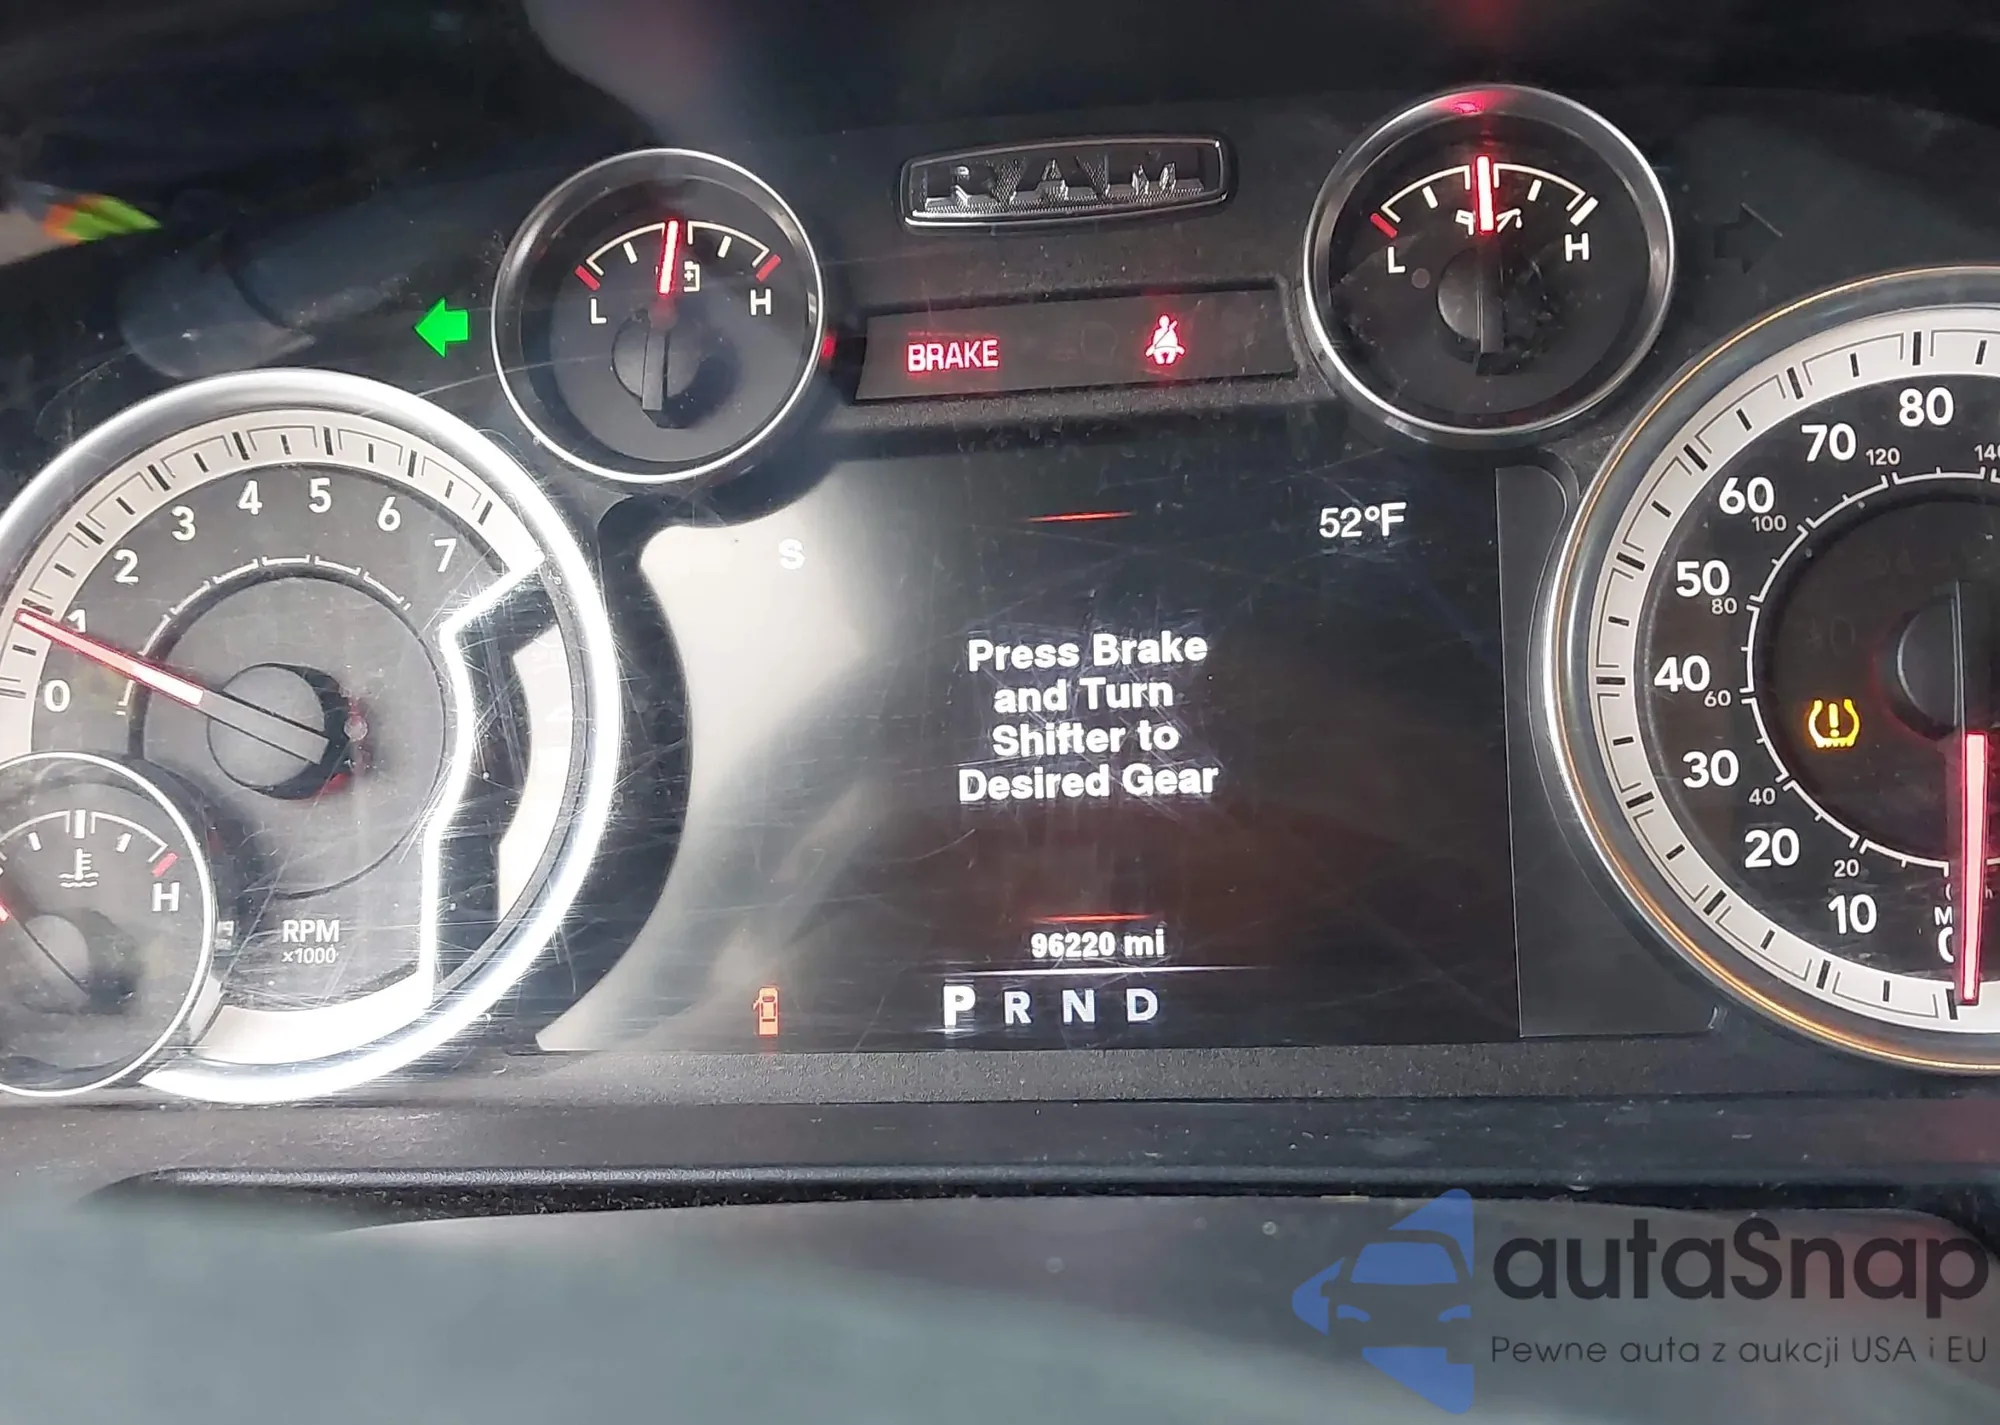 RAM
L H
L H
BRAKE
S
52°F
Press Brake
and Turn
Shifter to
Desired Gear
96220 mi
P R N D
0 1 2 3 4 5 6 7
RPM
x1000
H
10 20 30 40 50 60 70 80
20 40 60 80 100 120 140
0
autaSnap
Pewne auta z aukcji USA i EU